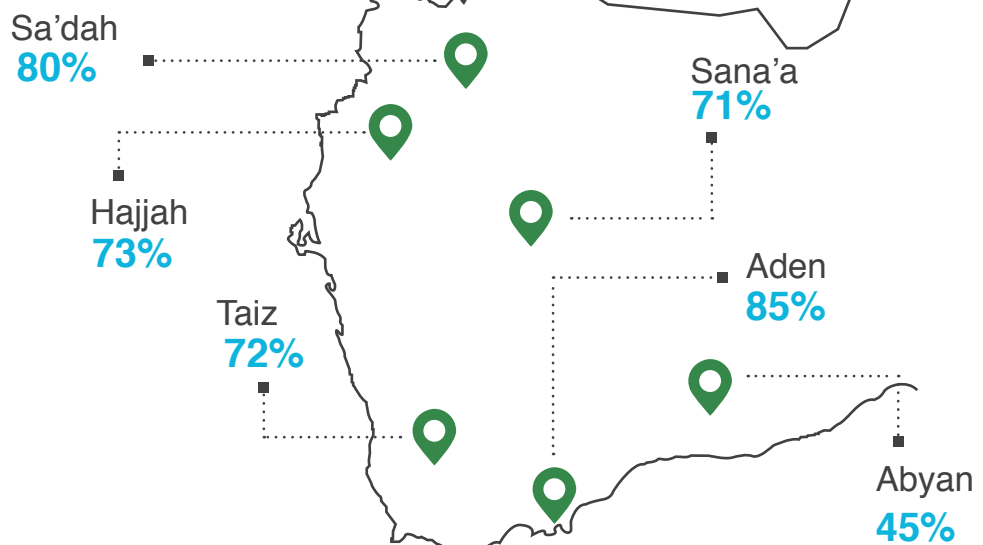 Sa’dah
80%
Sana’a
71%
Hajjah
73%
Aden
85%
Taiz
72%
Abyan
45%